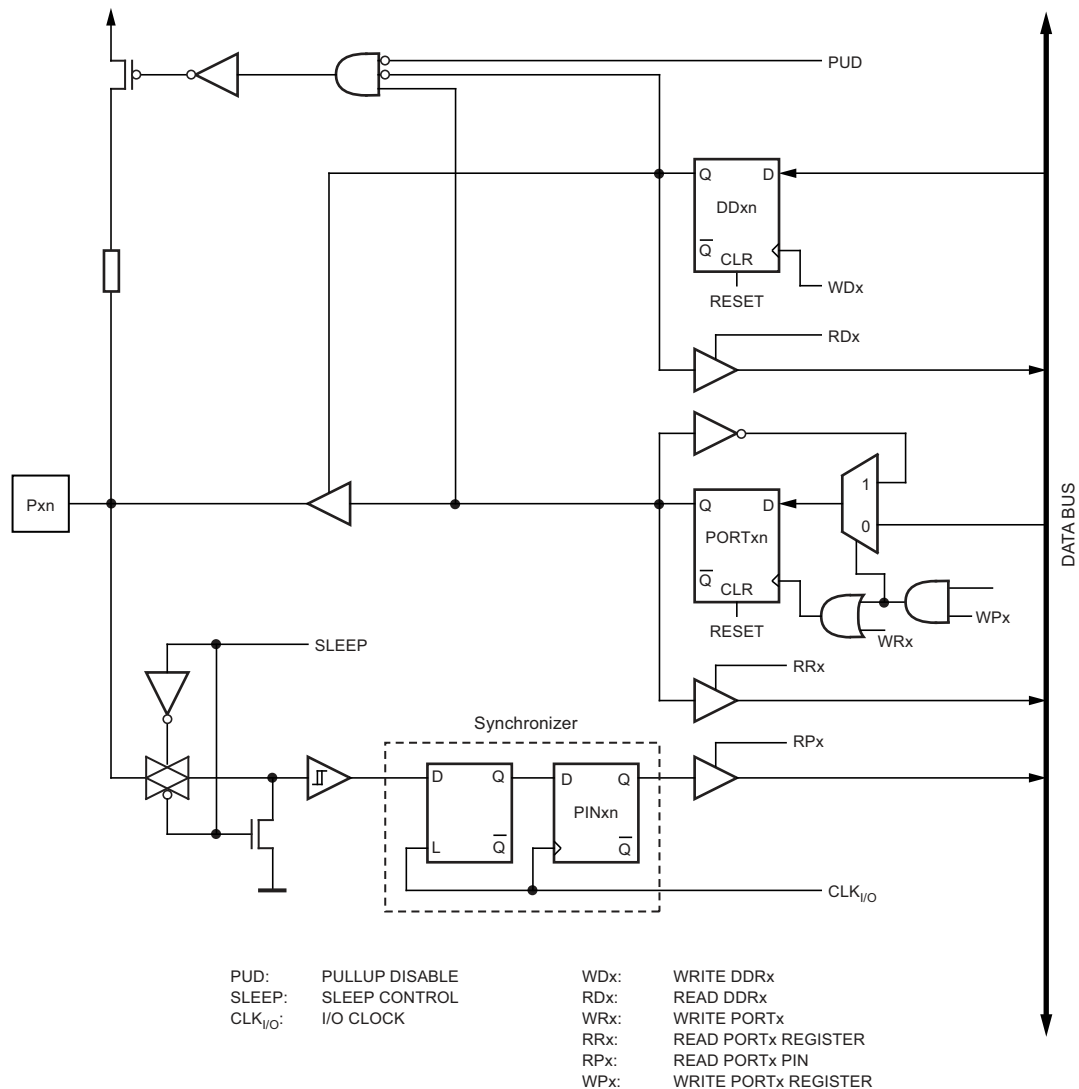 PUD
Q D
DDxn
Q
CLR
RESET
WDx
RDx
Pxn
1
Q D
0
PORTxn
Q
CLR
RESET
WRx
WPx
DATA BUS
SLEEP
RRx
Synchronizer
RPx
D Q
D Q
PINxn
L Q
Q
CLKI/O
PUD: PULLUP DISABLE
SLEEP: SLEEP CONTROL
CLKI/O: I/O CLOCK
WDx: WRITE DDRx
RDx: READ DDRx
WRx: WRITE PORTx
RRx: READ PORTx REGISTER
RPx: READ PORTx PIN
WPx: WRITE PORTx REGISTER